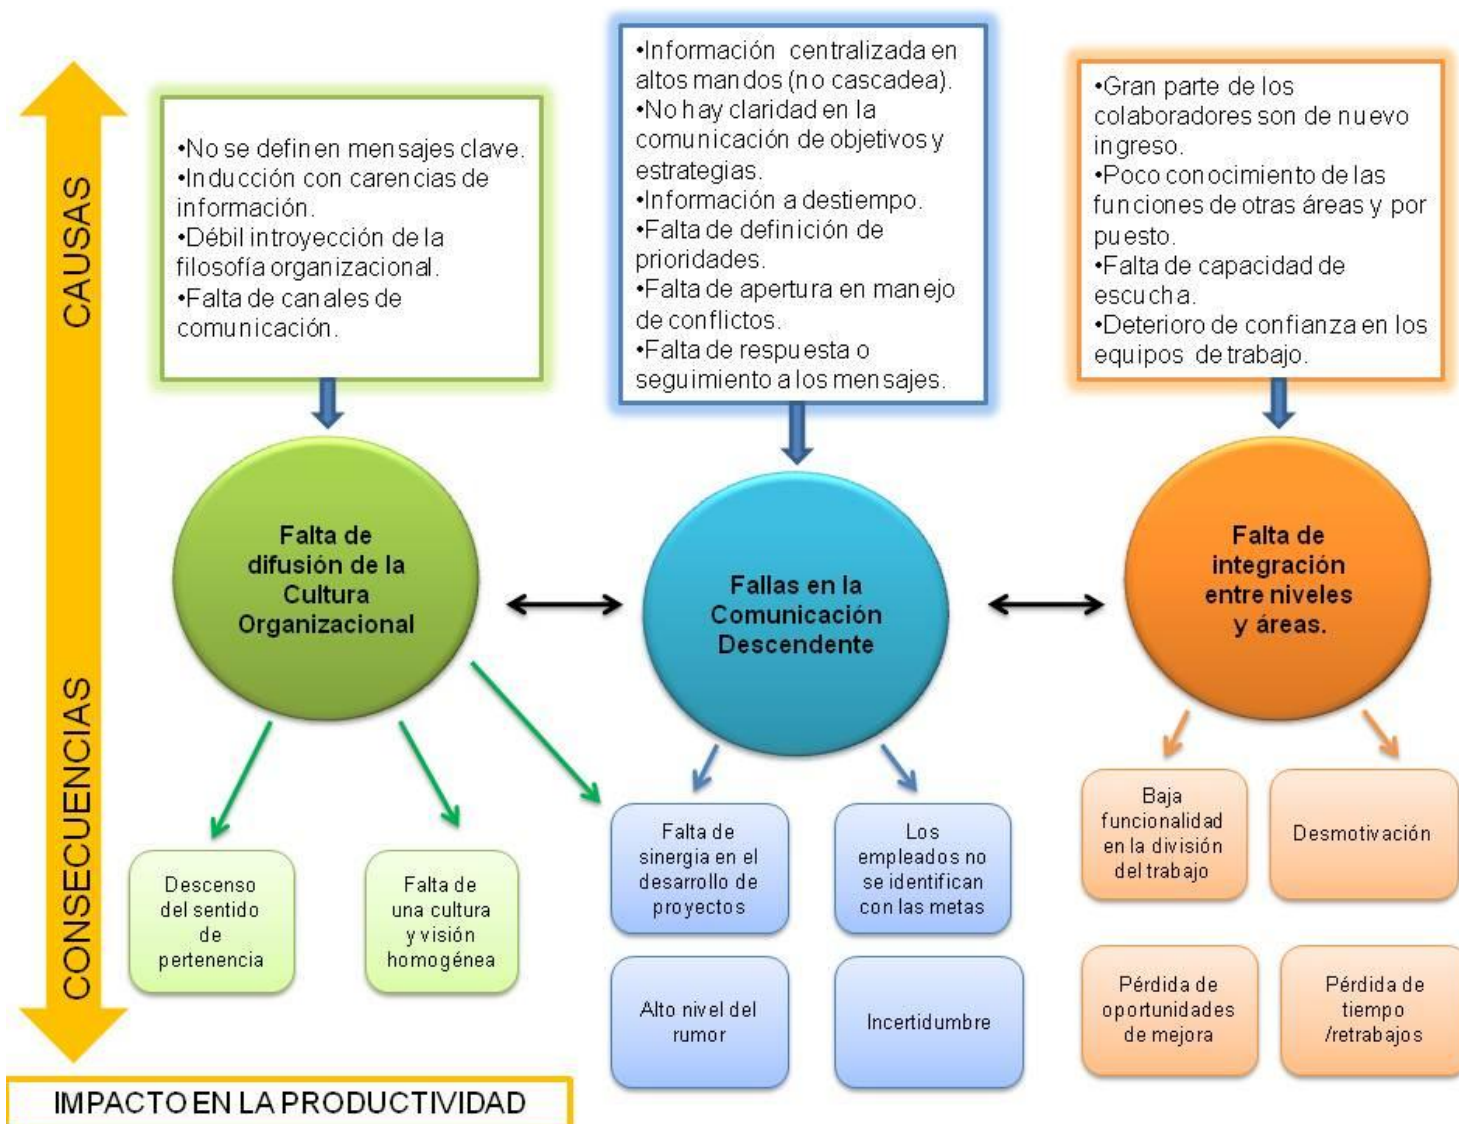 CAUSAS
CONSECUENCIAS
•No se definen mensajes clave.
•Inducción con carencias de
información.
•Débil introyección de la
filosofía organizacional.
•Falta de canales de
comunicación.
•Información centralizada en
altos mandos (no cascadea).
•No hay claridad en la
comunicación de objetivos y
estrategias.
•Información a destiempo.
•Falta de definición de
prioridades.
•Falta de apertura en manejo
de conflictos.
•Falta de respuesta o
seguimiento a los mensajes.
•Gran parte de los
colaboradores son de nuevo
ingreso.
•Poco conocimiento de las
funciones de otras áreas y por
puesto.
•Falta de capacidad de
escucha.
•Deterioro de confianza en los
equipos de trabajo.
Falta de
difusión de la
Cultura
Organizacional
Fallas en la
Comunicación
Descendente
Falta de
integración
entre niveles
y áreas.
Descenso
del sentido
de
pertenencia
Falta de
una cultura
y visión
homogénea
Falta de
sinergia en el
desarrollo de
proyectos
Los
empleados no
se identifican
con las metas
Alto nivel del
rumor
Incertidumbre
Baja
funcionalidad
en la división
del trabajo
Desmotivación
Pérdida de
oportunidades
de mejora
Pérdida de
tiempo
/retrabajos
IMPACTO EN LA PRODUCTIVIDAD